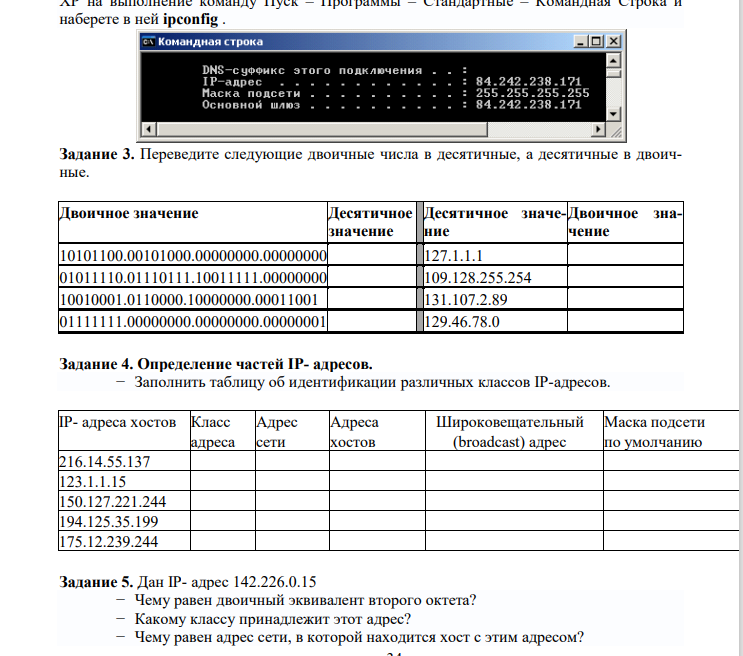 XP на выполнение команду Пуск – Программы – Стандартные – Командная Строка и
наберете в ней ipconfig .
Командная строка
DNS-суффикс этого подключения . . :
IP-адрес . . . . . . . . . . . . : 84.242.238.171
Маска подсети . . . . . . . . . . : 255.255.255.255
Основной шлюз . . . . . . . . . . : 84.242.238.171
Задание 3. Переведите следующие двоичные числа в десятичные, а десятичные в двоич-
ные.
Двоичное значение Десятичное значение Десятичное значе-ние Двоичное зна-чение
10101100.00101000.00000000.00000000 127.1.1.1
01011110.01110111.10011111.00000000 109.128.255.254
10010001.0110000.10000000.00011001 131.107.2.89
01111111.00000000.00000000.00000001 129.46.78.0
Задание 4. Определение частей IP- адресов.
− Заполнить таблицу об идентификации различных классов IP-адресов.
IP- адреса хостов Класс адреса Адрес сети Адреса хостов Широковещательный (broadcast) адрес Маска подсети по умолчанию
216.14.55.137
123.1.1.15
150.127.221.244
194.125.35.199
175.12.239.244
Задание 5. Дан IP- адрес 142.226.0.15
− Чему равен двоичный эквивалент второго октета?
− Какому классу принадлежит этот адрес?
− Чему равен адрес сети, в которой находится хост с этим адресом?